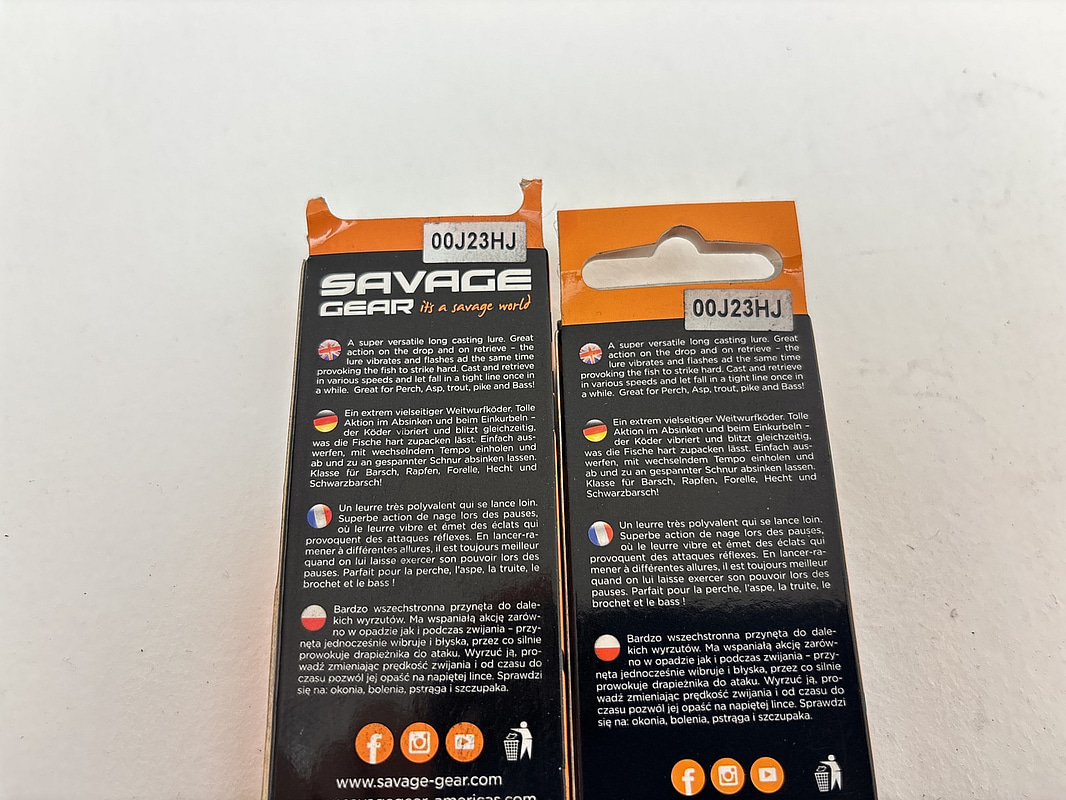 00J23HJ
SAVAGE
GEAR it's a savage world
A super versatile long casting lure. Great
action on the drop and on retrieve – the
lure vibrates and flashes ad the same time
provoking the fish to strike hard. Cast and retrieve
in various speeds and let fall in a tight line once in
a while. Great for Perch, Asp, trout, pike and Bass!
Ein extrem vielseitiger Weitwurfköder. Tolle
Aktion im Absinken und beim Einkurbeln –
der Köder vibriert und blitzt gleichzeitig,
was die Fische hart zupacken lässt. Einfach aus-
werfen, mit wechselndem Tempo einholen und
ab und zu an gespannter Schnur absinken lassen.
Klasse für Barsch, Rapfen, Forelle, Hecht und
Schwarzbarsch!
Un leurre très polyvalent qui se lance loin.
Superbe action de nage lors des pauses,
où le leurre vibre et émet des éclats qui
provoquent des attaques réflexes. En lancer-ra-
mener à différentes allures, il est toujours meilleur
quand on lui laisse exercer son pouvoir lors des
pauses. Parfait pour la perche, l'aspe, la truite, le
brochet et le bass !
Bardzo wszechstronna przynęta do dale-
kich wyrzutów. Ma wspaniałą akcję zarów-
no w opadzie jak i podczas zwijania – przy-
nęta jednocześnie wibruje i błyska, przez co silnie
prowokuje drapieżnika do ataku. Wyrzuć ją, pro-
wadź zmieniając prędkość zwijania i od czasu do
czasu pozwól jej opaść na napiętej lince. Sprawdzi
się na: okonia, bolenia, pstrąga i szczupaka.
www.savage-gear.com
savagegear-americas.com
00J23HJ
A super versatile long casting lure. Great
action on the drop and on retrieve – the
lure vibrates and flashes ad the same time
provoking the fish to strike hard. Cast and retrieve
in various speeds and let fall in a tight line once in
a while. Great for Perch, Asp, trout, pike and Bass!
Ein extrem vielseitiger Weitwurfköder. Tolle
Aktion im Absinken und beim Einkurbeln –
der Köder vibriert und blitzt gleichzeitig,
was die Fische hart zupacken lässt. Einfach aus-
werfen, mit wechselndem Tempo einholen und
ab und zu an gespannter Schnur absinken lassen.
Klasse für Barsch, Rapfen, Forelle, Hecht und
Schwarzbarsch!
Un leurre très polyvalent qui se lance loin.
Superbe action de nage lors des pauses,
où le leurre vibre et émet des éclats qui
provoquent des attaques réflexes. En lancer-ra-
mener à différentes allures, il est toujours meilleur
quand on lui laisse exercer son pouvoir lors des
pauses. Parfait pour la perche, l'aspe, la truite, le
brochet et le bass !
Bardzo wszechstronna przynęta do dale-
kich wyrzutów. Ma wspaniałą akcję zarów-
no w opadzie jak i podczas zwijania – przy-
nęta jednocześnie wibruje i błyska, przez co silnie
prowokuje drapieżnika do ataku. Wyrzuć ją, pro-
wadź zmieniając prędkość zwijania i od czasu do
czasu pozwól jej opaść na napiętej lince. Sprawdzi
się na: okonia, bolenia, pstrąga i szczupaka.